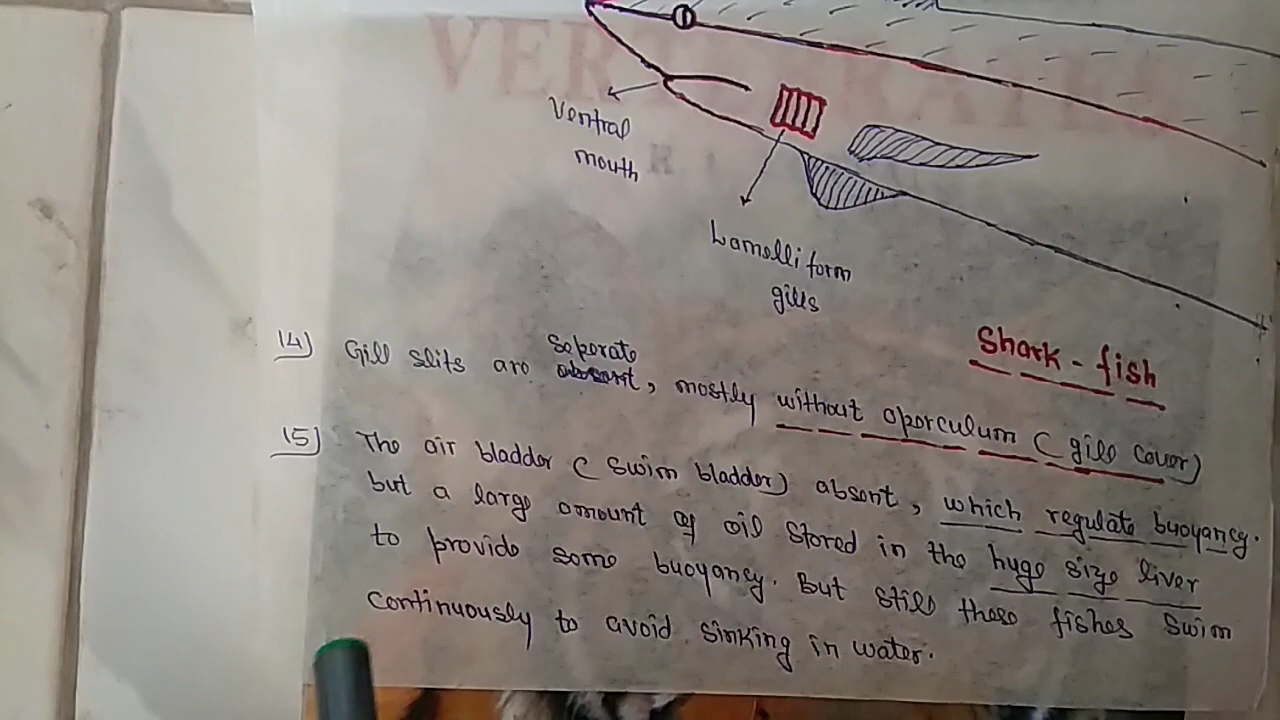 VERTEBRATES
Ventral
mouth
Lamelliform
gills
Shark - fish
14) Gill slits are seperate absent, mostly without operculum ( gill cover)
15) The air bladder ( swim bladder) absent, which regulate buoyancy.
but a large amount of oil stored in the huge size liver
to provide some buoyancy. But still these fishes swim
continuously to avoid sinking in water.